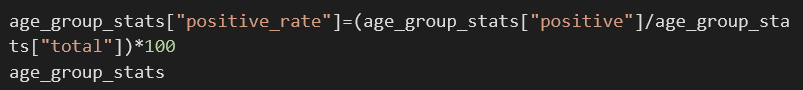 age_group_stats["positive_rate"]=(age_group_stats["positive"]/age_group_sta
ts["total"])*100
age_group_stats